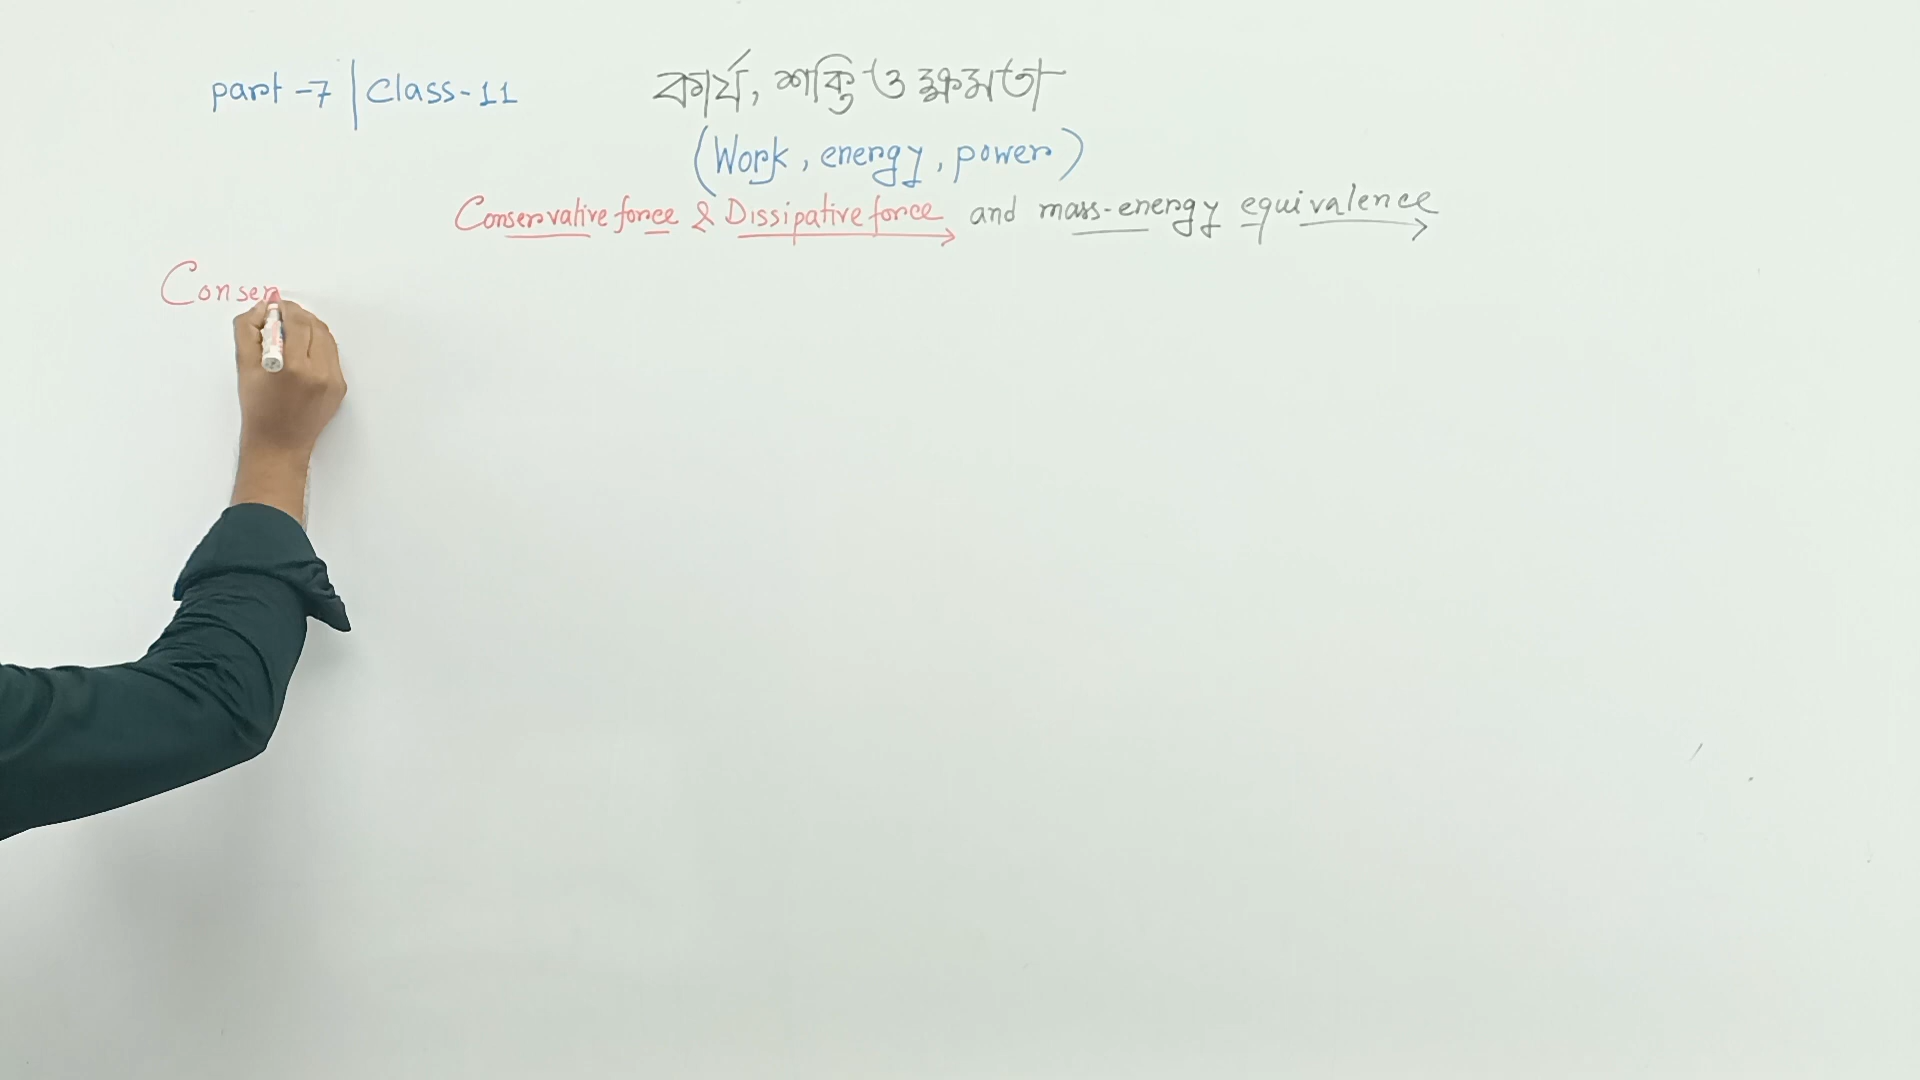 part-7 | Class-11
কার্য, শক্তি ও ক্ষমতা
(Work, energy, power)
Conservative force & Dissipative force and mass-energy equivalence
Conser